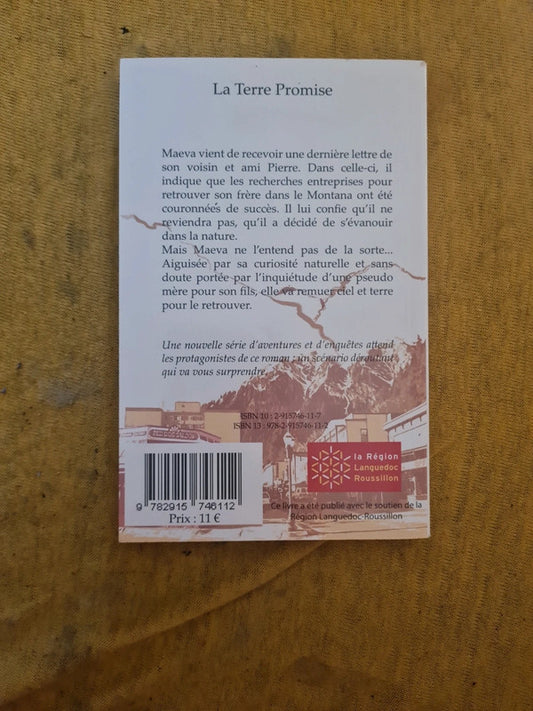 La Terre Promise
Maeva vient de recevoir une dernière lettre de
son voisin et ami Pierre. Dans celle-ci, il
indique que les recherches entreprises pour
retrouver son frère dans le Montana ont été
couronnées de succès. Il lui confie qu'il ne
reviendra pas, qu'il a décidé de s'évanouir
dans la nature.
Mais Maeva ne l'entend pas de la sorte...
Aiguisée par sa curiosité naturelle et sans
doute portée par l'inquiétude d'une pseudo
mère pour son fils, elle va remuer ciel et terre
pour le retrouver.
Une nouvelle série d'aventures et d'enquêtes attend
les protagonistes de ce roman : un scénario déroutant
qui va vous surprendre.
ISBN 10 : 2-915746-11-7
ISBN 13 : 978-2-915746-11-2
la Région
Languedoc
Roussillon
9 782915 746112
Prix : 11 €
Ce livre a été publié avec le soutien de la
Région Languedoc-Roussillon